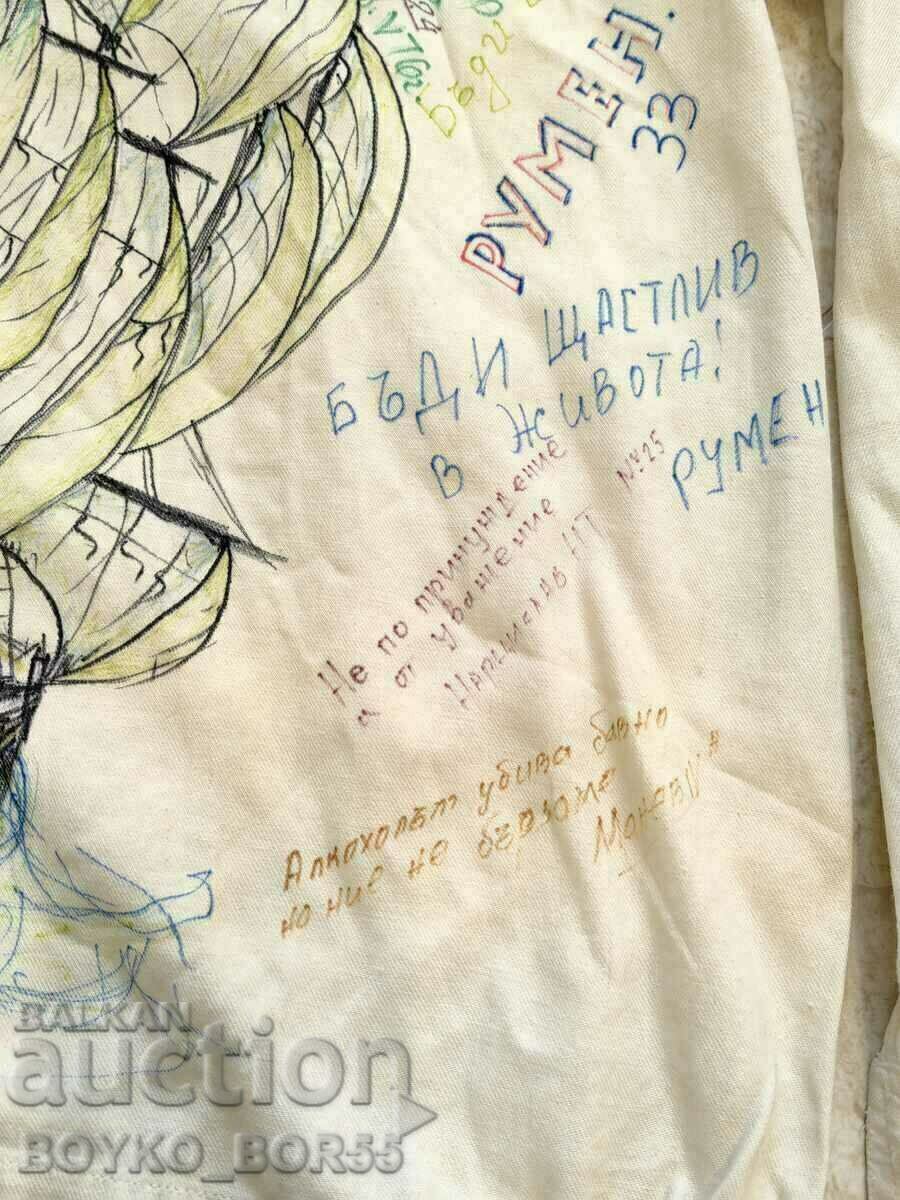 Бъди
РУМЕН.
33
БЪДИ ЩАСТЛИВ
В ЖИВОТА!
РУМЕН
Не по принуждение
а от уважение
№25
Алкохолът убива бавно
но ние не бързаме
BALKAN
auction
BOYKO_BOR55